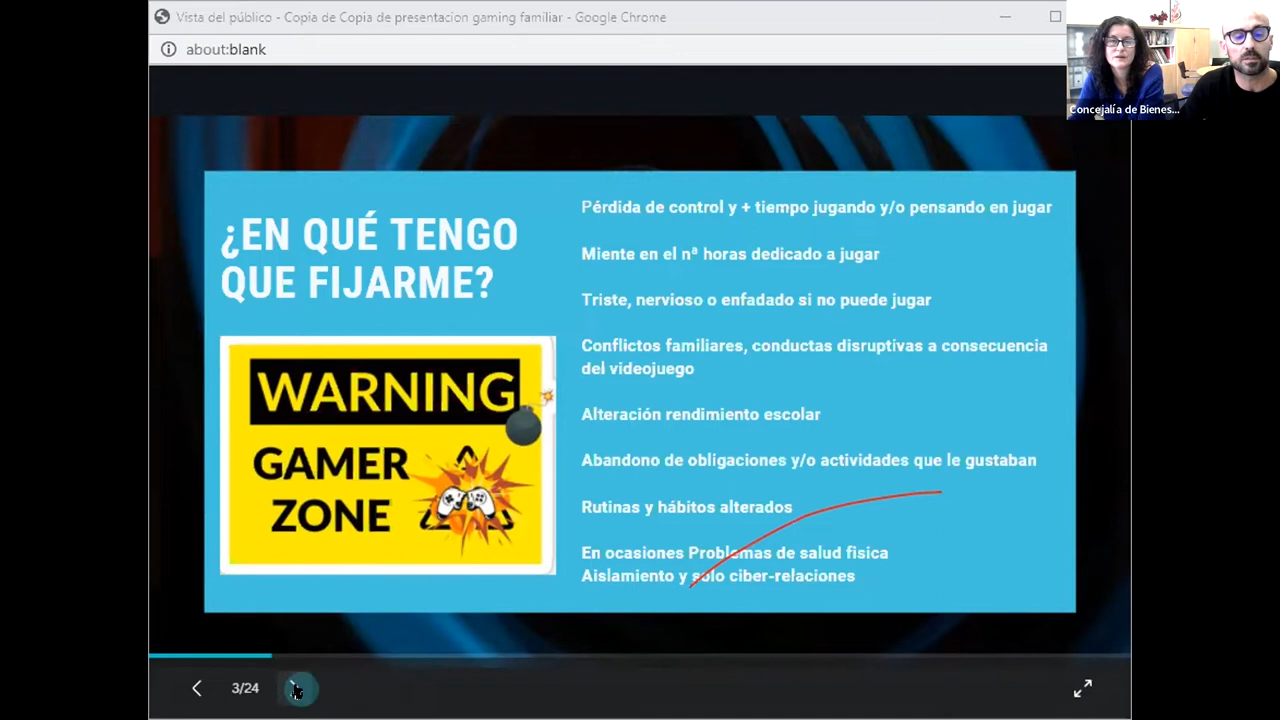 Vista del público - Copia de Copia de presentacion gaming familiar - Google Chrome
about:blank
Concejalía de Bienes...
¿EN QUÉ TENGO
QUE FIJARME?
WARNING
GAMER
ZONE
Pérdida de control y + tiempo jugando y/o pensando en jugar
Miente en el nª horas dedicado a jugar
Triste, nervioso o enfadado si no puede jugar
Conflictos familiares, conductas disruptivas a consecuencia
del videojuego
Alteración rendimiento escolar
Abandono de obligaciones y/o actividades que le gustaban
Rutinas y hábitos alterados
En ocasiones Problemas de salud fisica
Aislamiento y solo ciber-relaciones
3/24